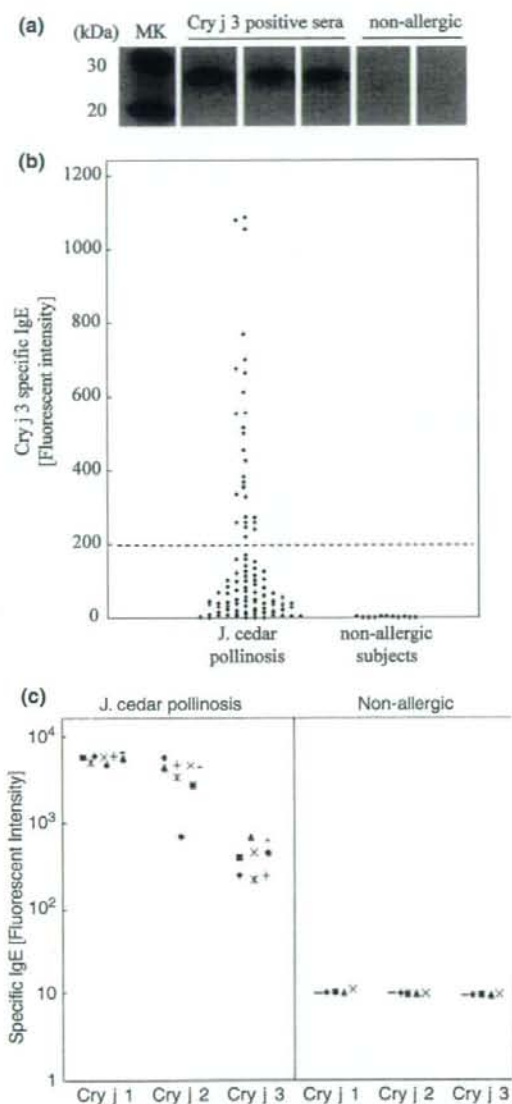 (a)
(kDa) MK Cry j 3 positive sera non-allergic
30
20
(b)
Cry j 3 specific IgE
[Fluorescent intensity]
1200
1000
800
600
400
200
0
J. cedar
pollinosis
non-allergic
subjects
(c)
J. cedar pollinosis Non-allergic
Specific IgE [Fluorescent Intensity]
10⁴
10³
10²
10
1
Cry j 1 Cry j 2 Cry j 3 Cry j 1 Cry j 2 Cry j 3